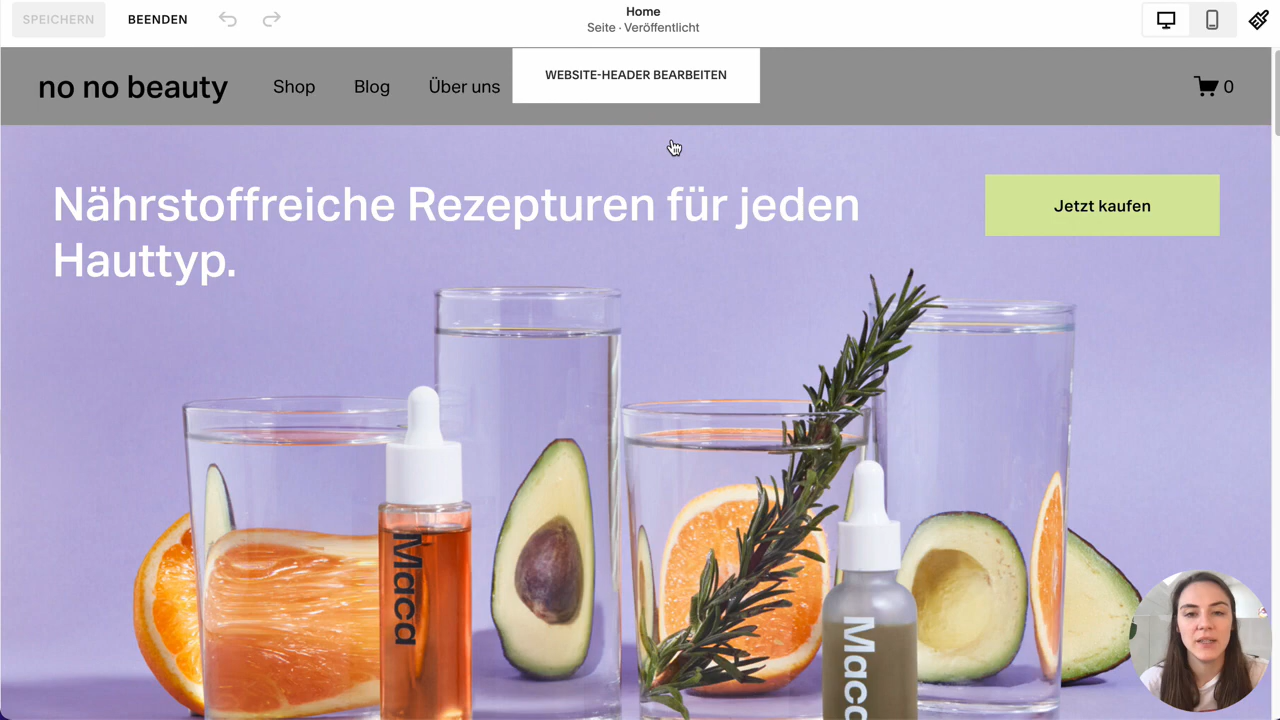 SPEICHERN
BEENDEN
Home
Seite · Veröffentlicht
no no beauty
Shop
Blog
Über uns
WEBSITE-HEADER BEARBEITEN
0
Nährstoffreiche Rezepturen für jeden
Hauttyp.
Jetzt kaufen
Maca
Maca